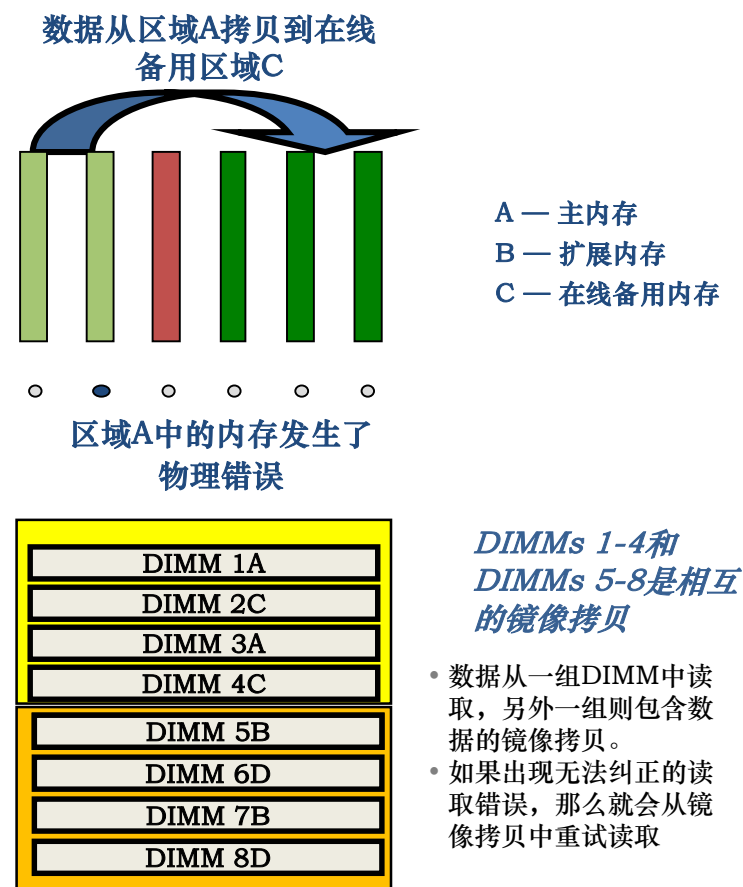 数据从区域A拷贝到在线
备用区域C
A — 主内存
B — 扩展内存
C — 在线备用内存
区域A中的内存发生了
物理错误
DIMM 1A
DIMM 2C
DIMM 3A
DIMM 4C
DIMM 5B
DIMM 6D
DIMM 7B
DIMM 8D
DIMMs 1-4和
DIMMs 5-8是相互
的镜像拷贝
• 数据从一组DIMM中读
取，另外一组则包含数
据的镜像拷贝。
• 如果出现无法纠正的读
取错误，那么就会从镜
像拷贝中重试读取